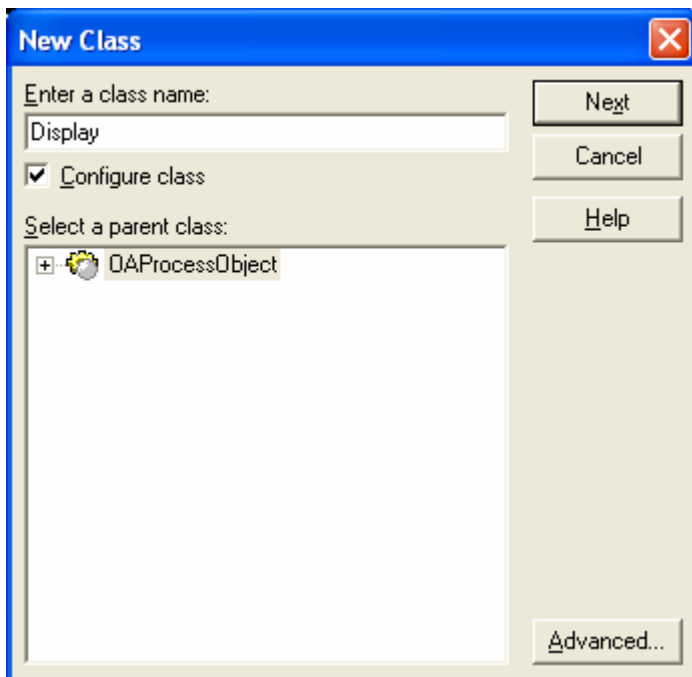 New Class
Enter a class name:
Next
Display
Cancel
Configure class
Help
Select a parent class:
OAProcessObject
Advanced...